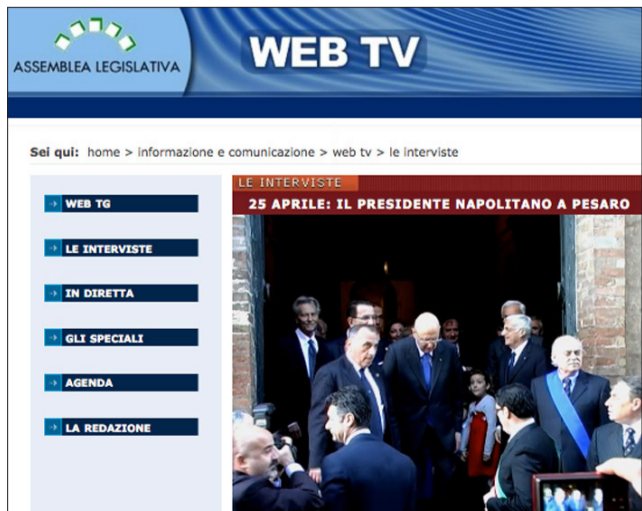 ASSEMBLEA LEGISLATIVA
WEB TV
Sei qui: home > informazione e comunicazione > web tv > le interviste
LE INTERVISTE
25 APRILE: IL PRESIDENTE NAPOLITANO A PESARO
WEB TG
LE INTERVISTE
IN DIRETTA
GLI SPECIALI
AGENDA
LA REDAZIONE